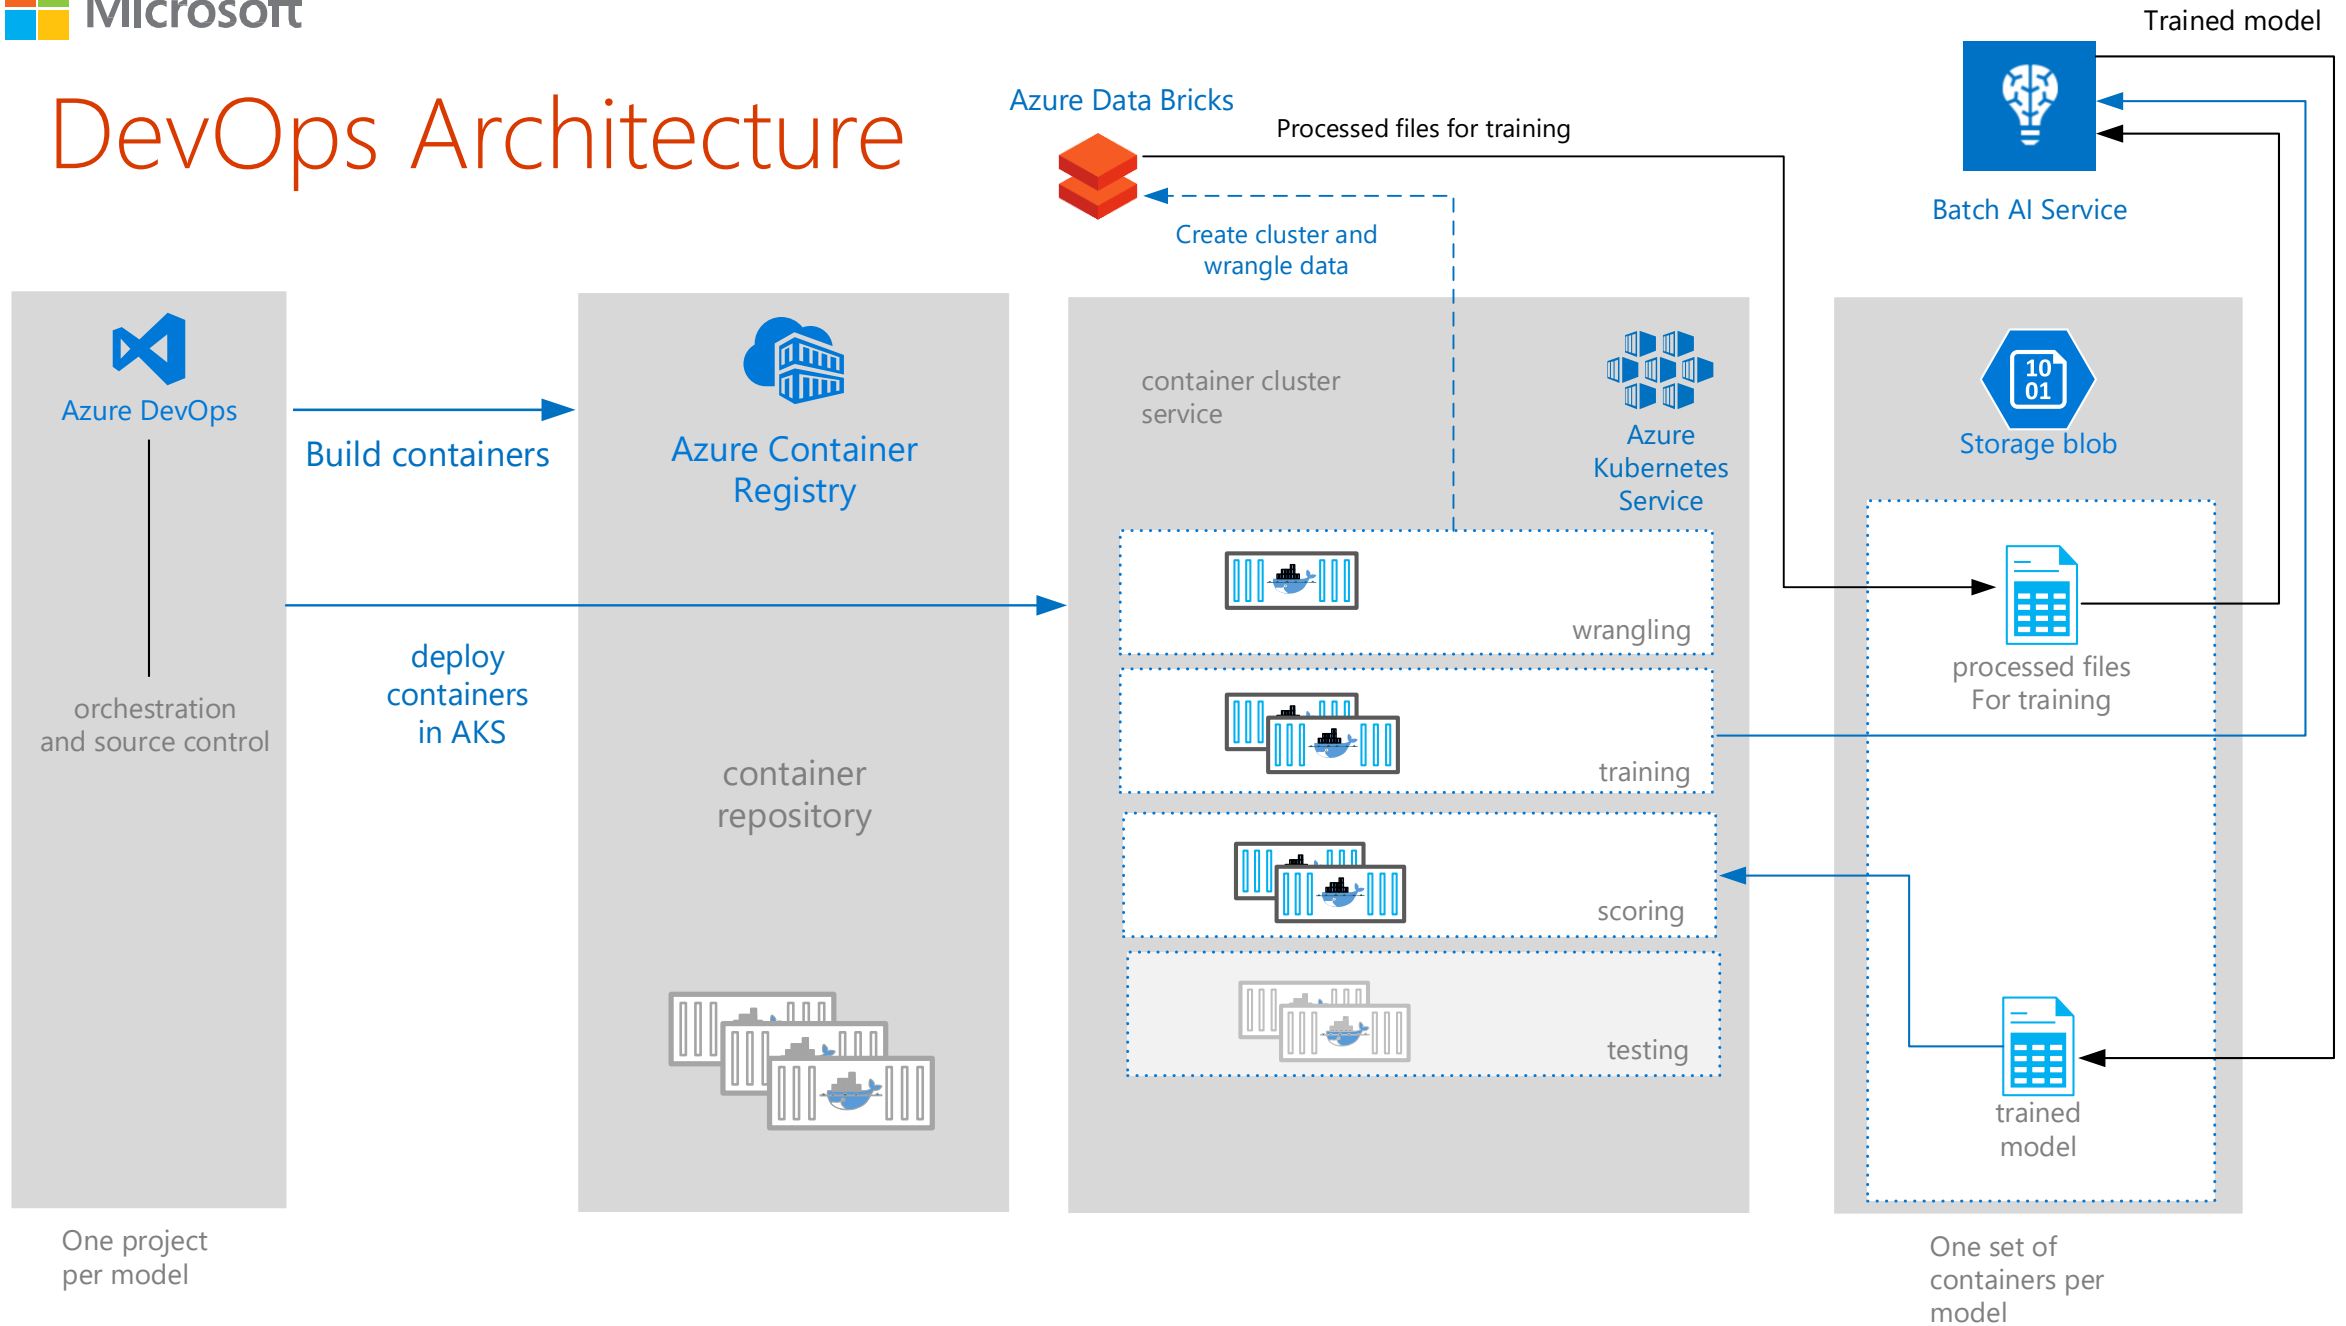 Microsoft
Trained model
DevOps Architecture
Azure Data Bricks
Processed files for training
Create cluster and
wrangle data
Batch AI Service
Azure DevOps
Build containers
orchestration
and source control
deploy
containers
in AKS
One project
per model
Azure Container
Registry
container
repository
container cluster
service
Azure
Kubernetes
Service
wrangling
training
scoring
testing
10
01
Storage blob
processed files
For training
trained
model
One set of
containers per
model